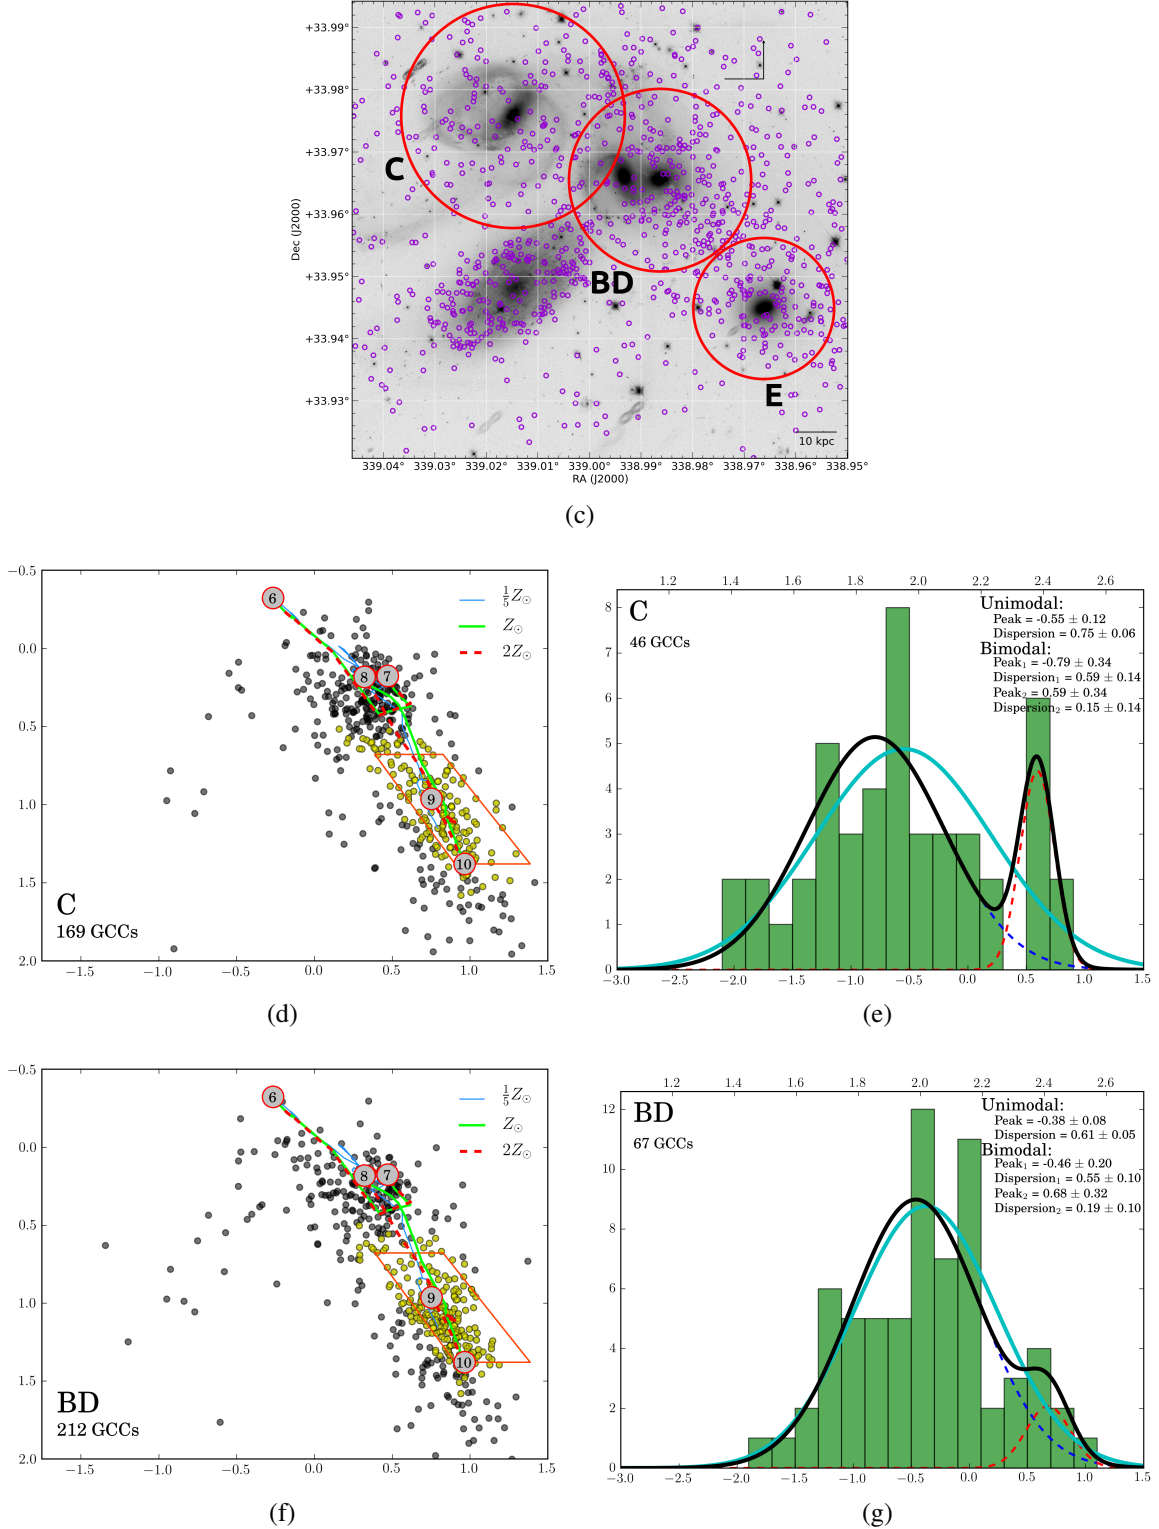 +33.99°
+33.98°
+33.97°
+33.96°
+33.95°
+33.94°
+33.93°
Dec (J2000)
C
BD
E
10 kpc
339.04° 339.03° 339.02° 339.01° 339.00° 338.99° 338.98° 338.97° 338.96° 338.95°
RA (J2000)
(c)
−0.5
0.0
0.5
1.0
1.5
2.0
6
8 7
9
10
1/5 Z⊙
Z⊙
2Z⊙
C
169 GCCs
−1.5 −1.0 −0.5 0.0 0.5 1.0 1.5
(d)
1.2 1.4 1.6 1.8 2.0 2.2 2.4 2.6
C
46 GCCs
Unimodal:
Peak = -0.55 ± 0.12
Dispersion = 0.75 ± 0.06
Bimodal:
Peak₁ = -0.79 ± 0.34
Dispersion₁ = 0.59 ± 0.14
Peak₂ = 0.59 ± 0.34
Dispersion₂ = 0.15 ± 0.14
8
7
6
5
4
3
2
1
0
−3.0 −2.5 −2.0 −1.5 −1.0 −0.5 0.0 0.5 1.0 1.5
(e)
−0.5
0.0
0.5
1.0
1.5
2.0
6
8 7
9
10
1/5 Z⊙
Z⊙
2Z⊙
BD
212 GCCs
−1.5 −1.0 −0.5 0.0 0.5 1.0 1.5
(f)
1.2 1.4 1.6 1.8 2.0 2.2 2.4 2.6
BD
67 GCCs
Unimodal:
Peak = -0.38 ± 0.08
Dispersion = 0.61 ± 0.05
Bimodal:
Peak₁ = -0.46 ± 0.20
Dispersion₁ = 0.55 ± 0.10
Peak₂ = 0.68 ± 0.32
Dispersion₂ = 0.19 ± 0.10
12
10
8
6
4
2
0
−3.0 −2.5 −2.0 −1.5 −1.0 −0.5 0.0 0.5 1.0 1.5
(g)